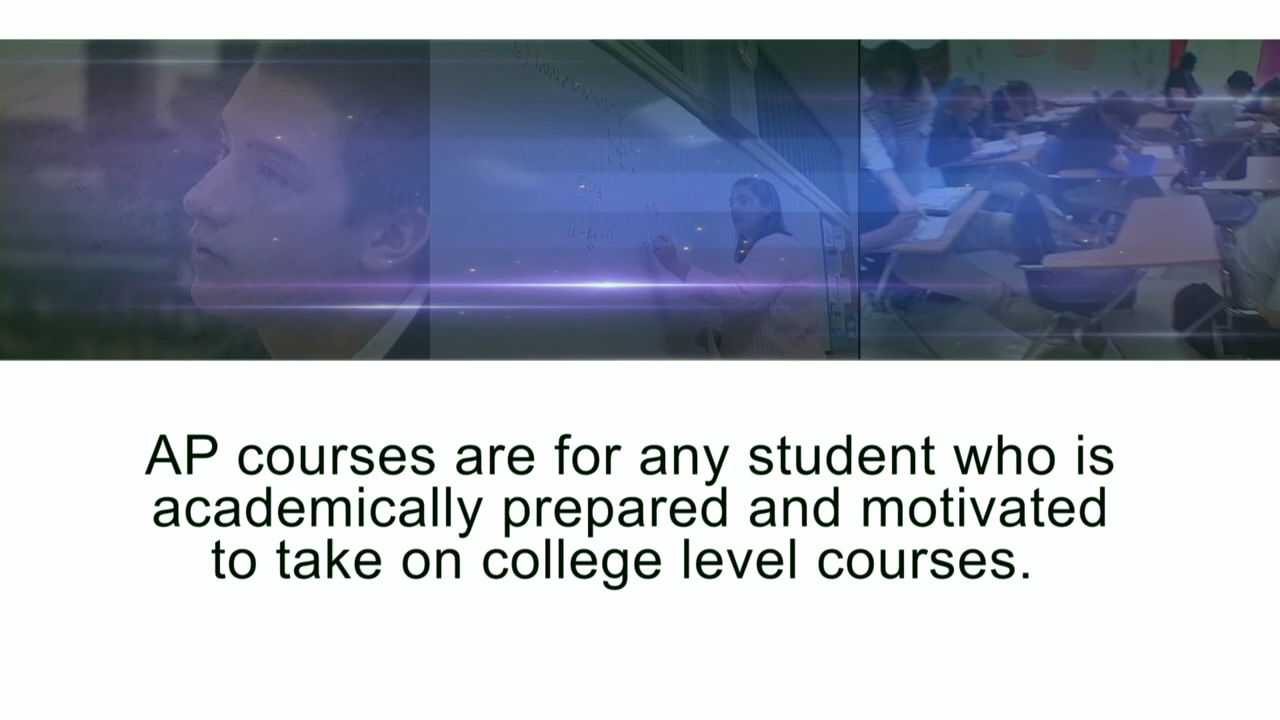 AP courses are for any student who is
academically prepared and motivated
to take on college level courses.